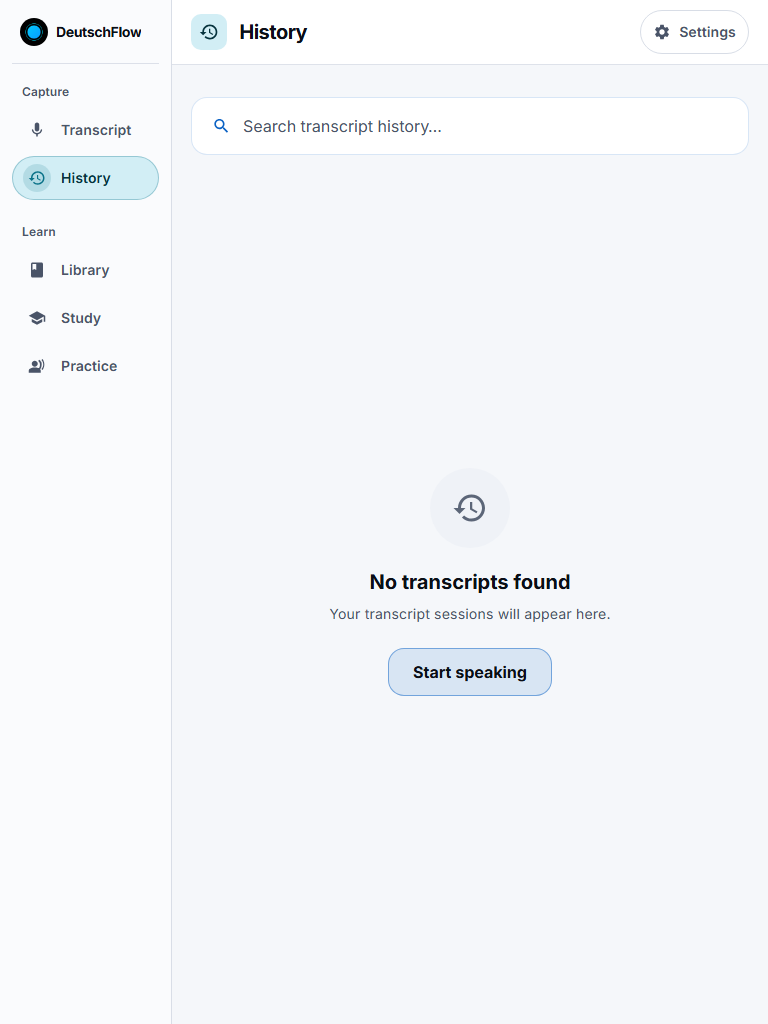 DeutschFlow
Capture
Transcript
History
Learn
Library
Study
Practice
History
Settings
Search transcript history...
No transcripts found
Your transcript sessions will appear here.
Start speaking